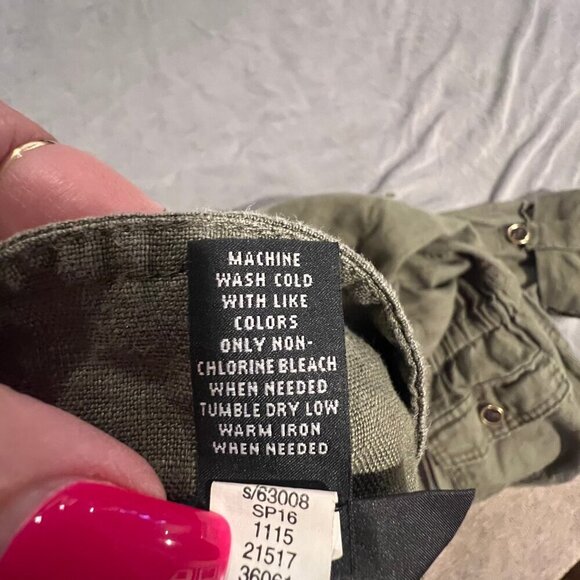 MACHINE
WASH COLD
WITH LIKE
COLORS
ONLY NON-
CHLORINE BLEACH
WHEN NEEDED
TUMBLE DRY LOW
WARM IRON
WHEN NEEDED
s/63008
SP16
1115
21517